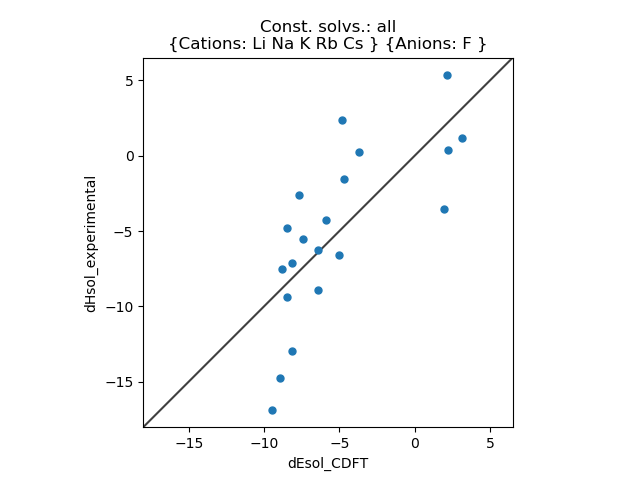 Const. solvs.: all
{Cations: Li Na K Rb Cs } {Anions: F }
5
0
−5
−10
−15
dHsol_experimental
−15 −10 −5 0 5
dEsol_CDFT